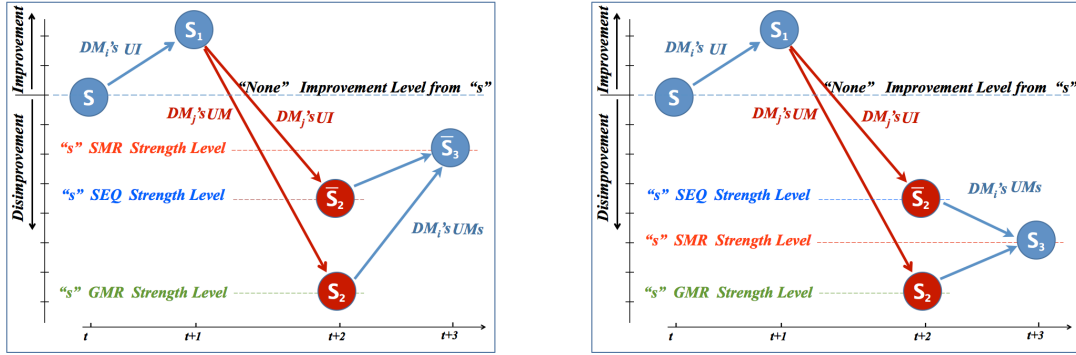 Improvement
Disimprovement
S₁
DMᵢ's UI
"None" Improvement Level from "s"
S
DMⱼ's UM
DMⱼ's UI
"s" SMR Strength Level
S̅₃
"s" SEQ Strength Level
S̅₂
DMᵢ's UMs
"s" GMR Strength Level
S₂
t
t+1
t+2
t+3
Improvement
Disimprovement
S₁
DMᵢ's UI
"None" Improvement Level from "s"
S
DMⱼ's UM
DMⱼ's UI
"s" SEQ Strength Level
S̅₂
DMᵢ's UMs
"s" SMR Strength Level
S₃
"s" GMR Strength Level
S₂
t
t+1
t+2
t+3